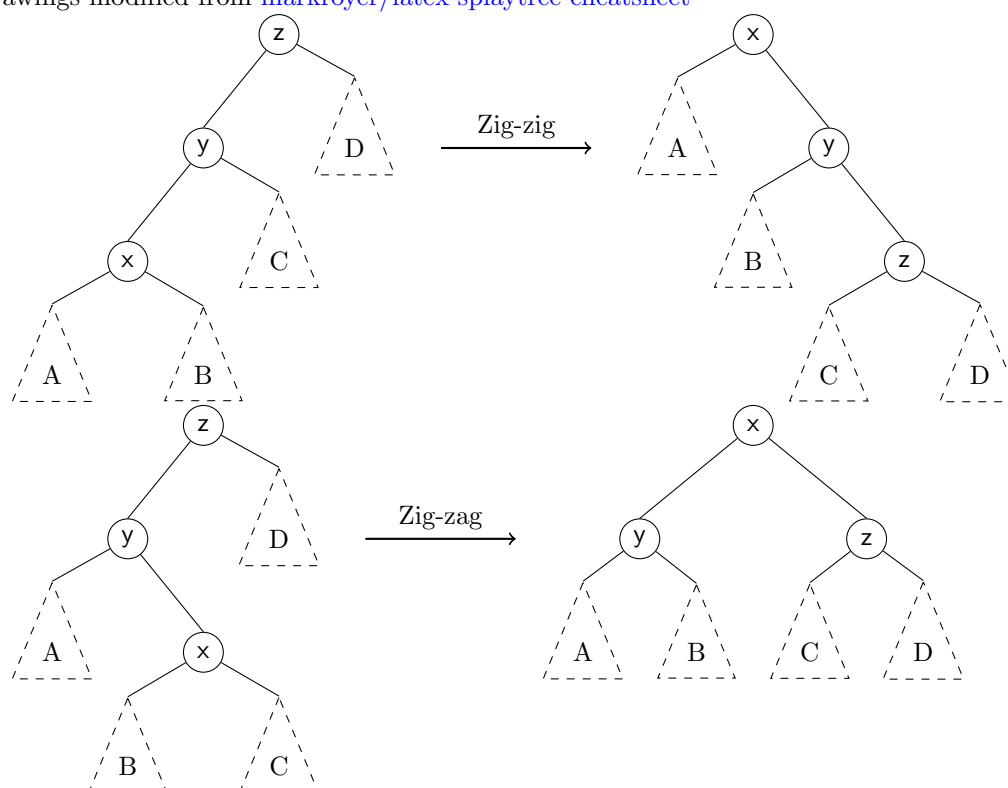 awings modified from markroyer/latex-splaytree-cheatsheet
z
x
D
Zig-zig
A
y
y
C
B
x
z
A
B
C
D
z
x
D
Zig-zag
y
y
z
A
x
A
B
C
D
B
C